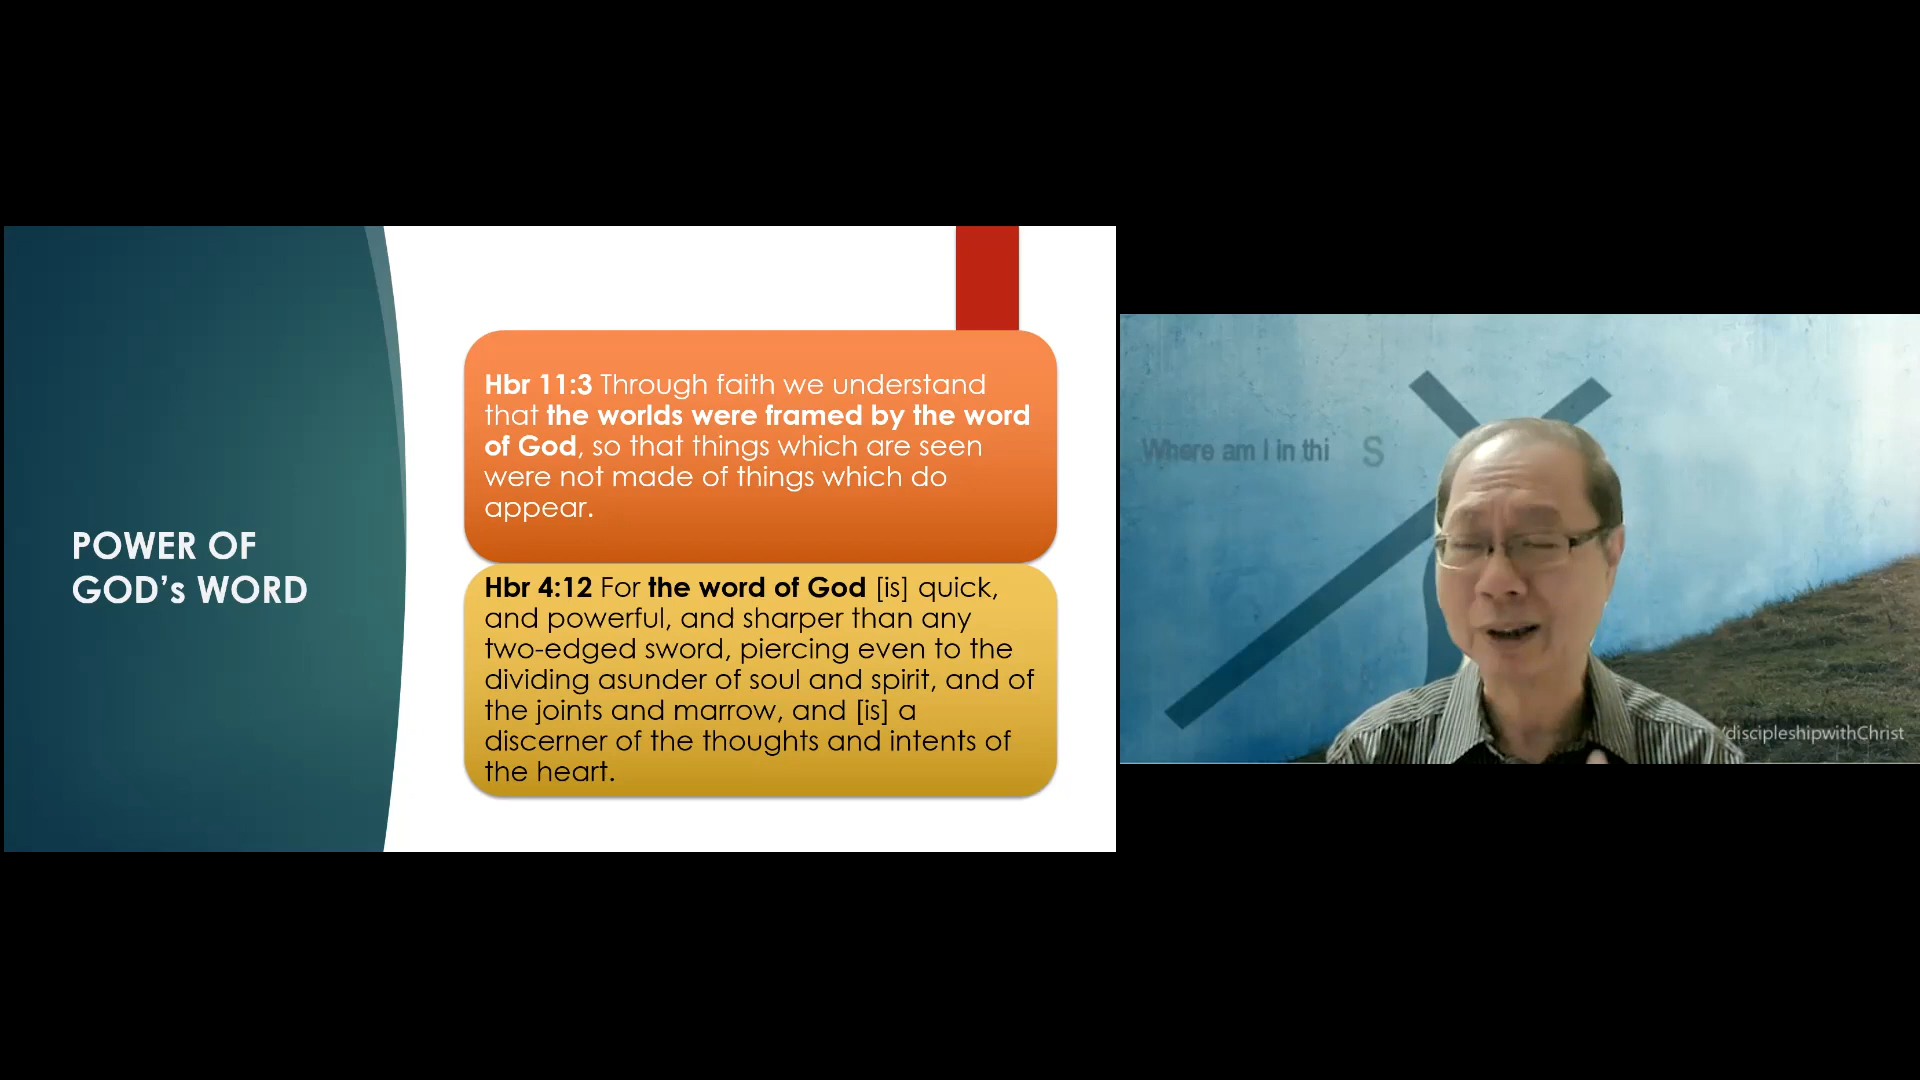 POWER OF
GOD's WORD
Hbr 11:3 Through faith we understand
that the worlds were framed by the word
of God, so that things which are seen
were not made of things which do
appear.
Hbr 4:12 For the word of God [is] quick,
and powerful, and sharper than any
two-edged sword, piercing even to the
dividing asunder of soul and spirit, and of
the joints and marrow, and [is] a
discerner of the thoughts and intents of
the heart.
Where am I in thi S
/discipleshipwithChrist